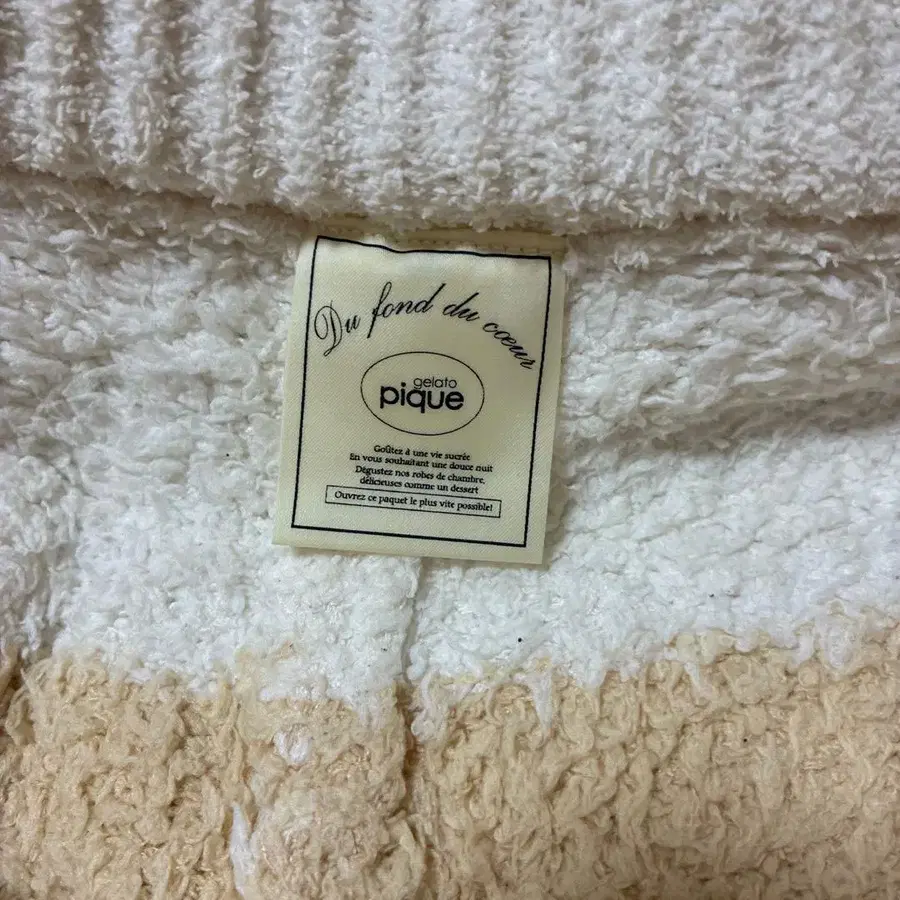 Du fond du cœur
gelato
pique
Goûtez à une vie sucrée
En vous souhaitant une douce nuit
Dégustez nos robes de chambre,
délicieuses comme un dessert
Ouvrez ce paquet le plus vite possible!